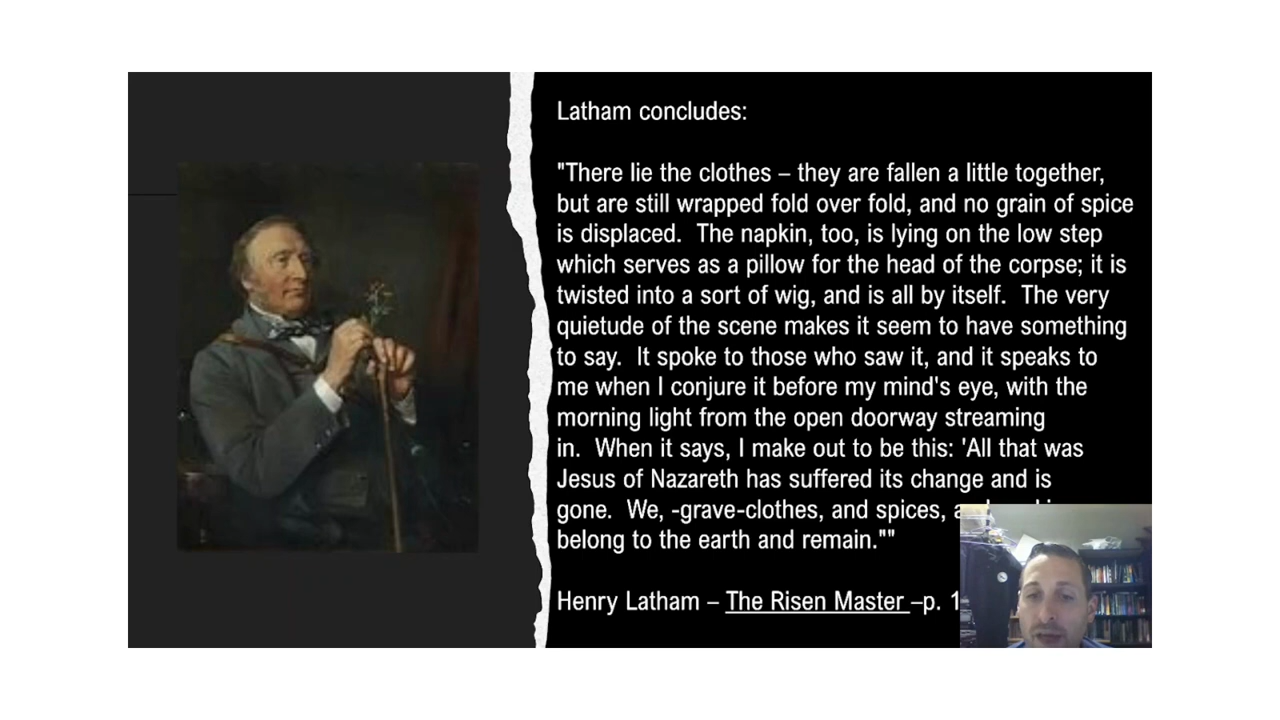 Latham concludes:
"There lie the clothes – they are fallen a little together,
but are still wrapped fold over fold, and no grain of spice
is displaced.  The napkin, too, is lying on the low step
which serves as a pillow for the head of the corpse; it is
twisted into a sort of wig, and is all by itself.  The very
quietude of the scene makes it seem to have something
to say.  It spoke to those who saw it, and it speaks to
me when I conjure it before my mind's eye, with the
morning light from the open doorway streaming
in.  When it says, I make out to be this: 'All that was
Jesus of Nazareth has suffered its change and is
gone.  We, -grave-clothes, and spices,
belong to the earth and remain.""
Henry Latham – The Risen Master –p. 1